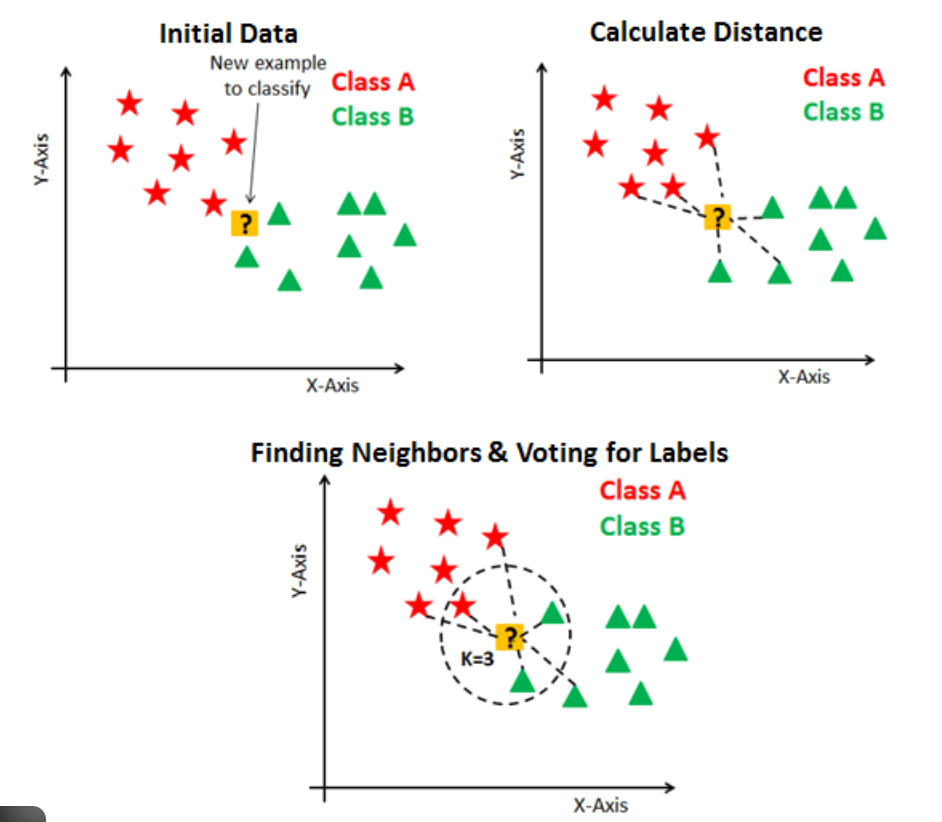 Initial Data
New example
to classify
Class A
Class B
Y-Axis
?
X-Axis
Calculate Distance
Class A
Class B
Y-Axis
?
X-Axis
Finding Neighbors & Voting for Labels
Class A
Class B
Y-Axis
?
K=3
X-Axis